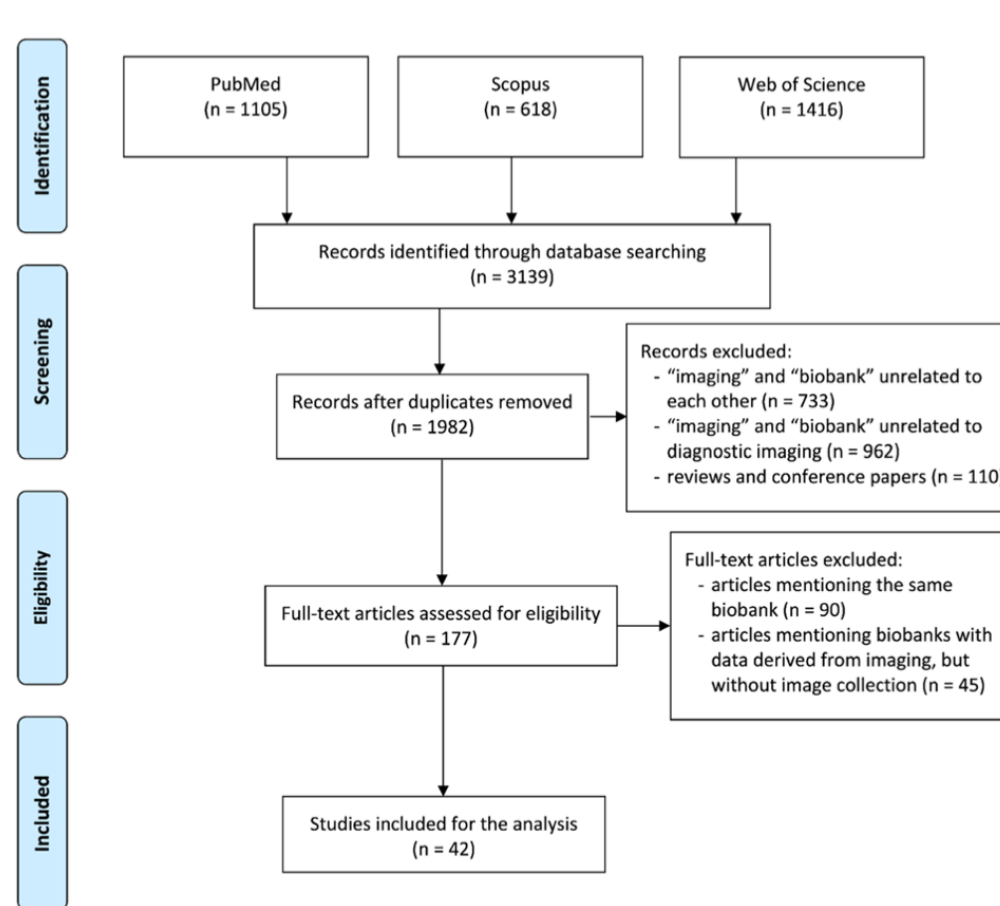 Identification
PubMed
(n = 1105)
Scopus
(n = 618)
Web of Science
(n = 1416)
Records identified through database searching
(n = 3139)
Screening
Records after duplicates removed
(n = 1982)
Records excluded:
- “imaging” and “biobank” unrelated to
each other (n = 733)
- “imaging” and “biobank” unrelated to
diagnostic imaging (n = 962)
- reviews and conference papers (n = 110)
Eligibility
Full-text articles assessed for eligibility
(n = 177)
Full-text articles excluded:
- articles mentioning the same
biobank (n = 90)
- articles mentioning biobanks with
data derived from imaging, but
without image collection (n = 45)
Included
Studies included for the analysis
(n = 42)